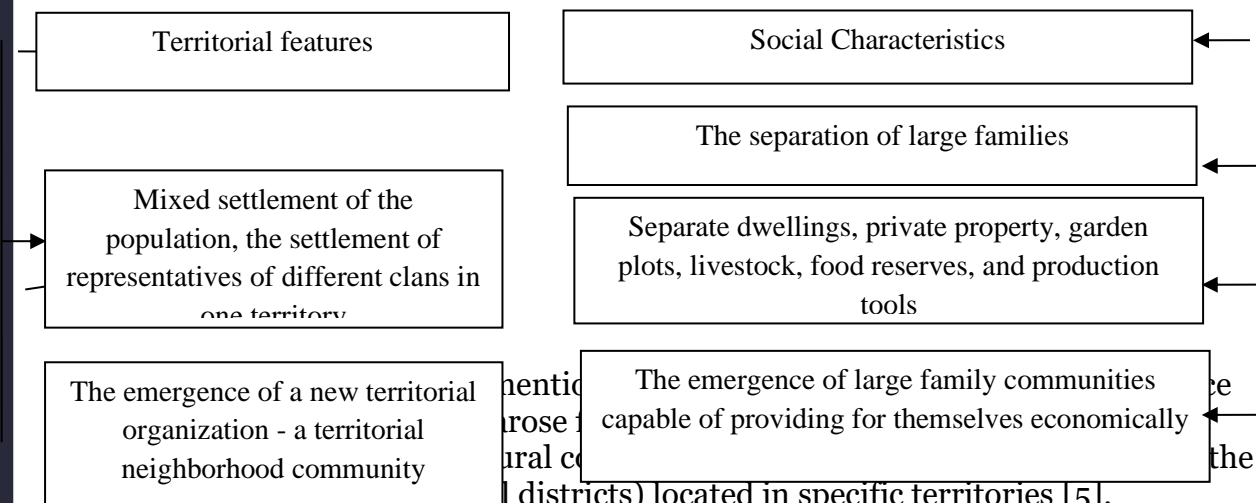 Territorial features
Mixed settlement of the
population, the settlement of
representatives of different clans in
one territory
The emergence of a new territorial
organization - a territorial
neighborhood community
Social Characteristics
The separation of large families
Separate dwellings, private property, garden
plots, livestock, food reserves, and production
tools
The emergence of large family communities
capable of providing for themselves economically
the
districts) located in specific territories [5].